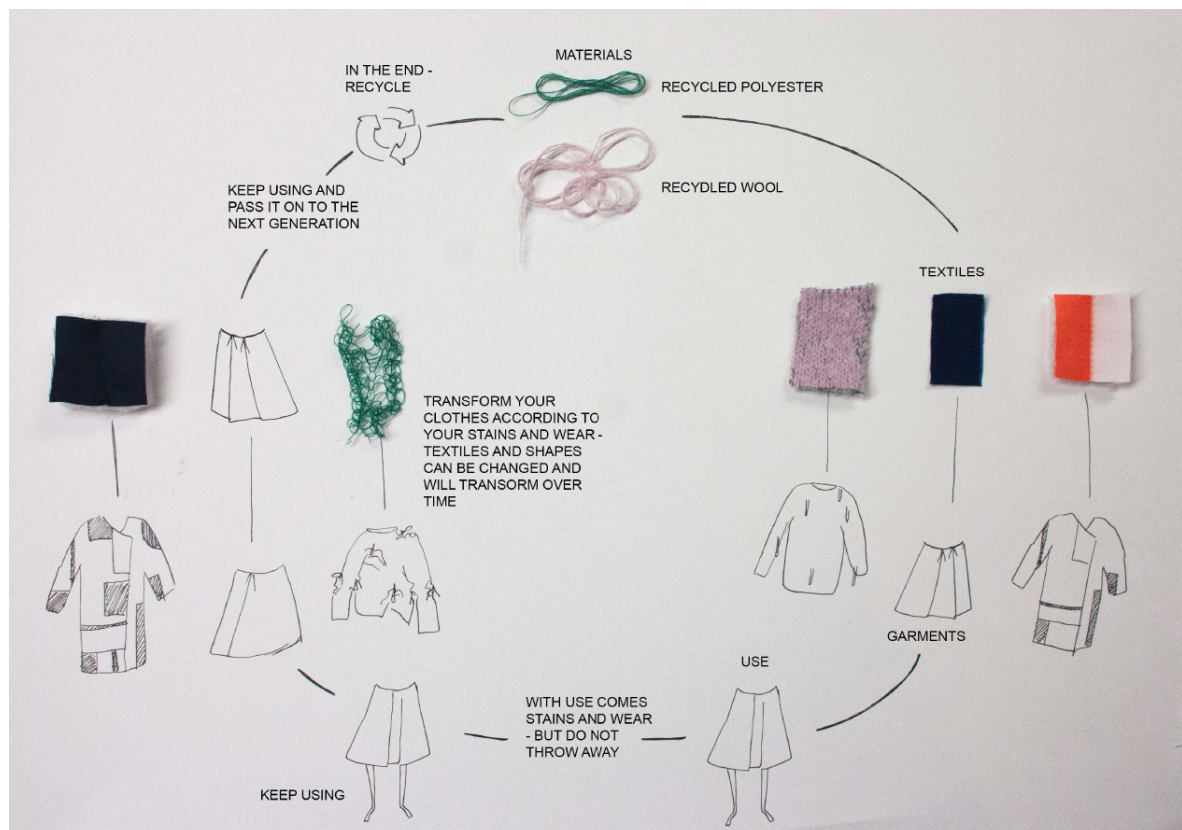 MATERIALS
RECYCLED POLYESTER
RECYDLED WOOL
TEXTILES
GARMENTS
USE
WITH USE COMES
STAINS AND WEAR
- BUT DO NOT
THROW AWAY
KEEP USING
TRANSFORM YOUR
CLOTHES ACCORDING TO
YOUR STAINS AND WEAR -
TEXTILES AND SHAPES
CAN BE CHANGED AND
WILL TRANSORM OVER
TIME
KEEP USING AND
PASS IT ON TO THE
NEXT GENERATION
IN THE END -
RECYCLE